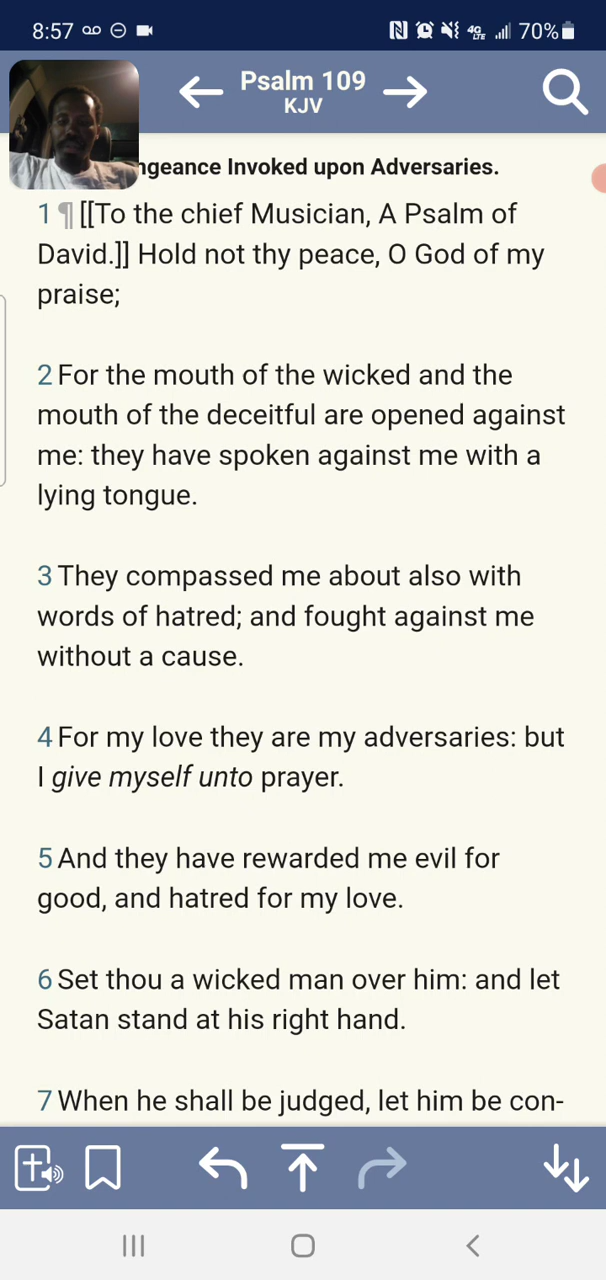 8:57
4G
LTE
70%
Psalm 109
KJV
ngeance Invoked upon Adversaries.
1 ¶ [[To the chief Musician, A Psalm of
David.]] Hold not thy peace, O God of my
praise;
2 For the mouth of the wicked and the
mouth of the deceitful are opened against
me: they have spoken against me with a
lying tongue.
3 They compassed me about also with
words of hatred; and fought against me
without a cause.
4 For my love they are my adversaries: but
I give myself unto prayer.
5 And they have rewarded me evil for
good, and hatred for my love.
6 Set thou a wicked man over him: and let
Satan stand at his right hand.
7 When he shall be judged, let him be con-